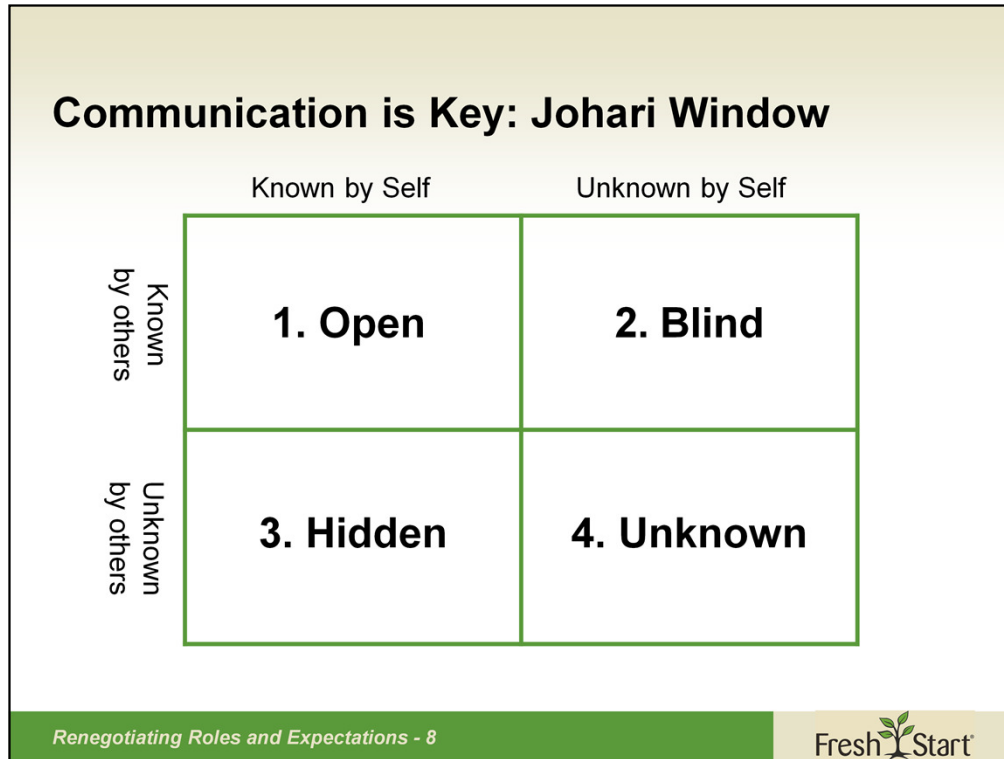 Communication is Key: Johari Window
Known by Self
Unknown by Self
Known
by others
1. Open
2. Blind
Unknown
by others
3. Hidden
4. Unknown
Renegotiating Roles and Expectations - 8
Fresh Start